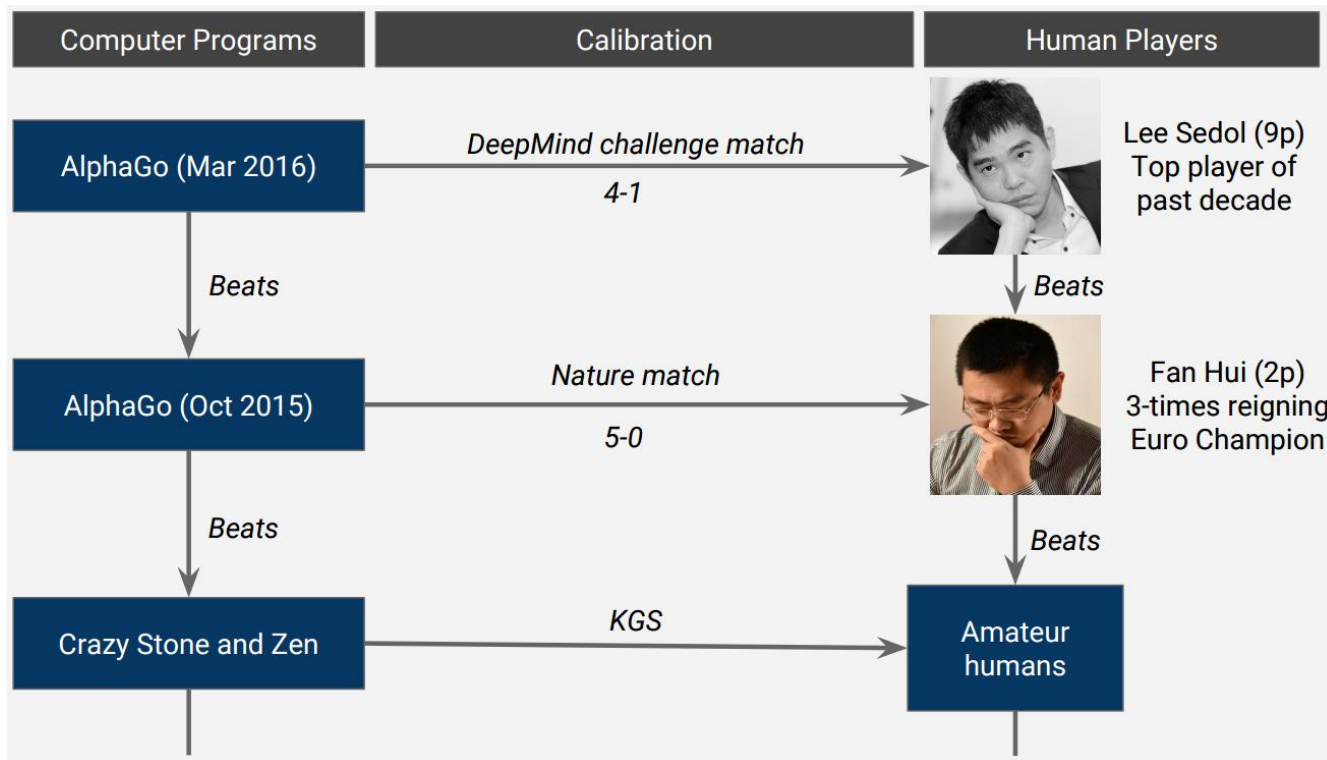 Computer Programs
Calibration
Human Players
AlphaGo (Mar 2016)
DeepMind challenge match
4-1
Lee Sedol (9p)
Top player of
past decade
Beats
Beats
AlphaGo (Oct 2015)
Nature match
5-0
Fan Hui (2p)
3-times reigning
Euro Champion
Beats
Beats
Crazy Stone and Zen
KGS
Amateur
humans